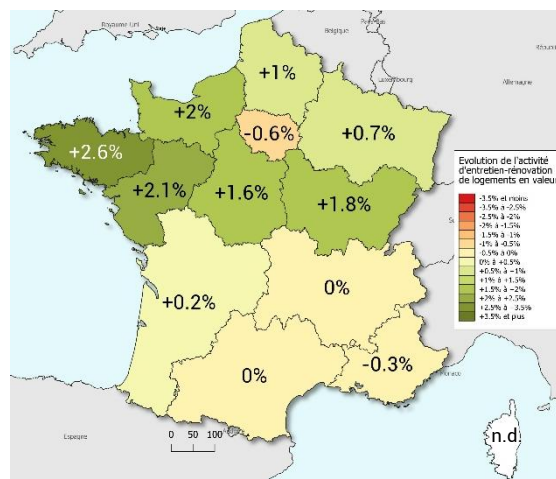 Royaume-Uni
Belgique
Luxembourg
Allemagne
+1%
+2%
-0.6%
+0.7%
+2.6%
+2.1%
+1.6%
+1.8%
+0.2%
0%
0%
-0.3%
Monaco
Espagne
0 50 100
n.d
Evolution de l'activité
d'entretien-rénovation
de logements en valeur
-3.5% et moins
-3.5% à -2.5%
-2.5% à -2%
-2% à -1.5%
-1.5% à -1%
-1% à -0.5%
-0.5% à 0%
0% à +0.5%
+0.5% à +1%
+1% à +1.5%
+1.5% à +2%
+2% à +2.5%
+2.5% à +3.5%
+3.5% et plus